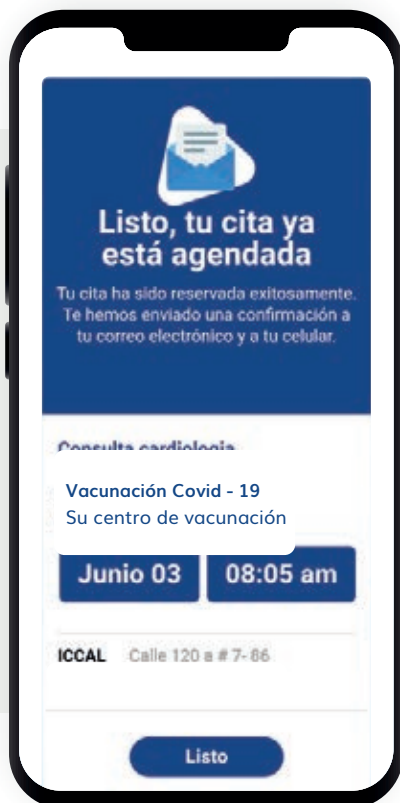 Listo, tu cita ya
está agendada
Tu cita ha sido reservada exitosamente.
Te hemos enviado una confirmación a
tu correo electrónico y a tu celular.
Consulta cardiologia
Vacunación Covid - 19
Su centro de vacunación
Junio 03 08:05 am
ICCAL Calle 120 a # 7- 86
Listo